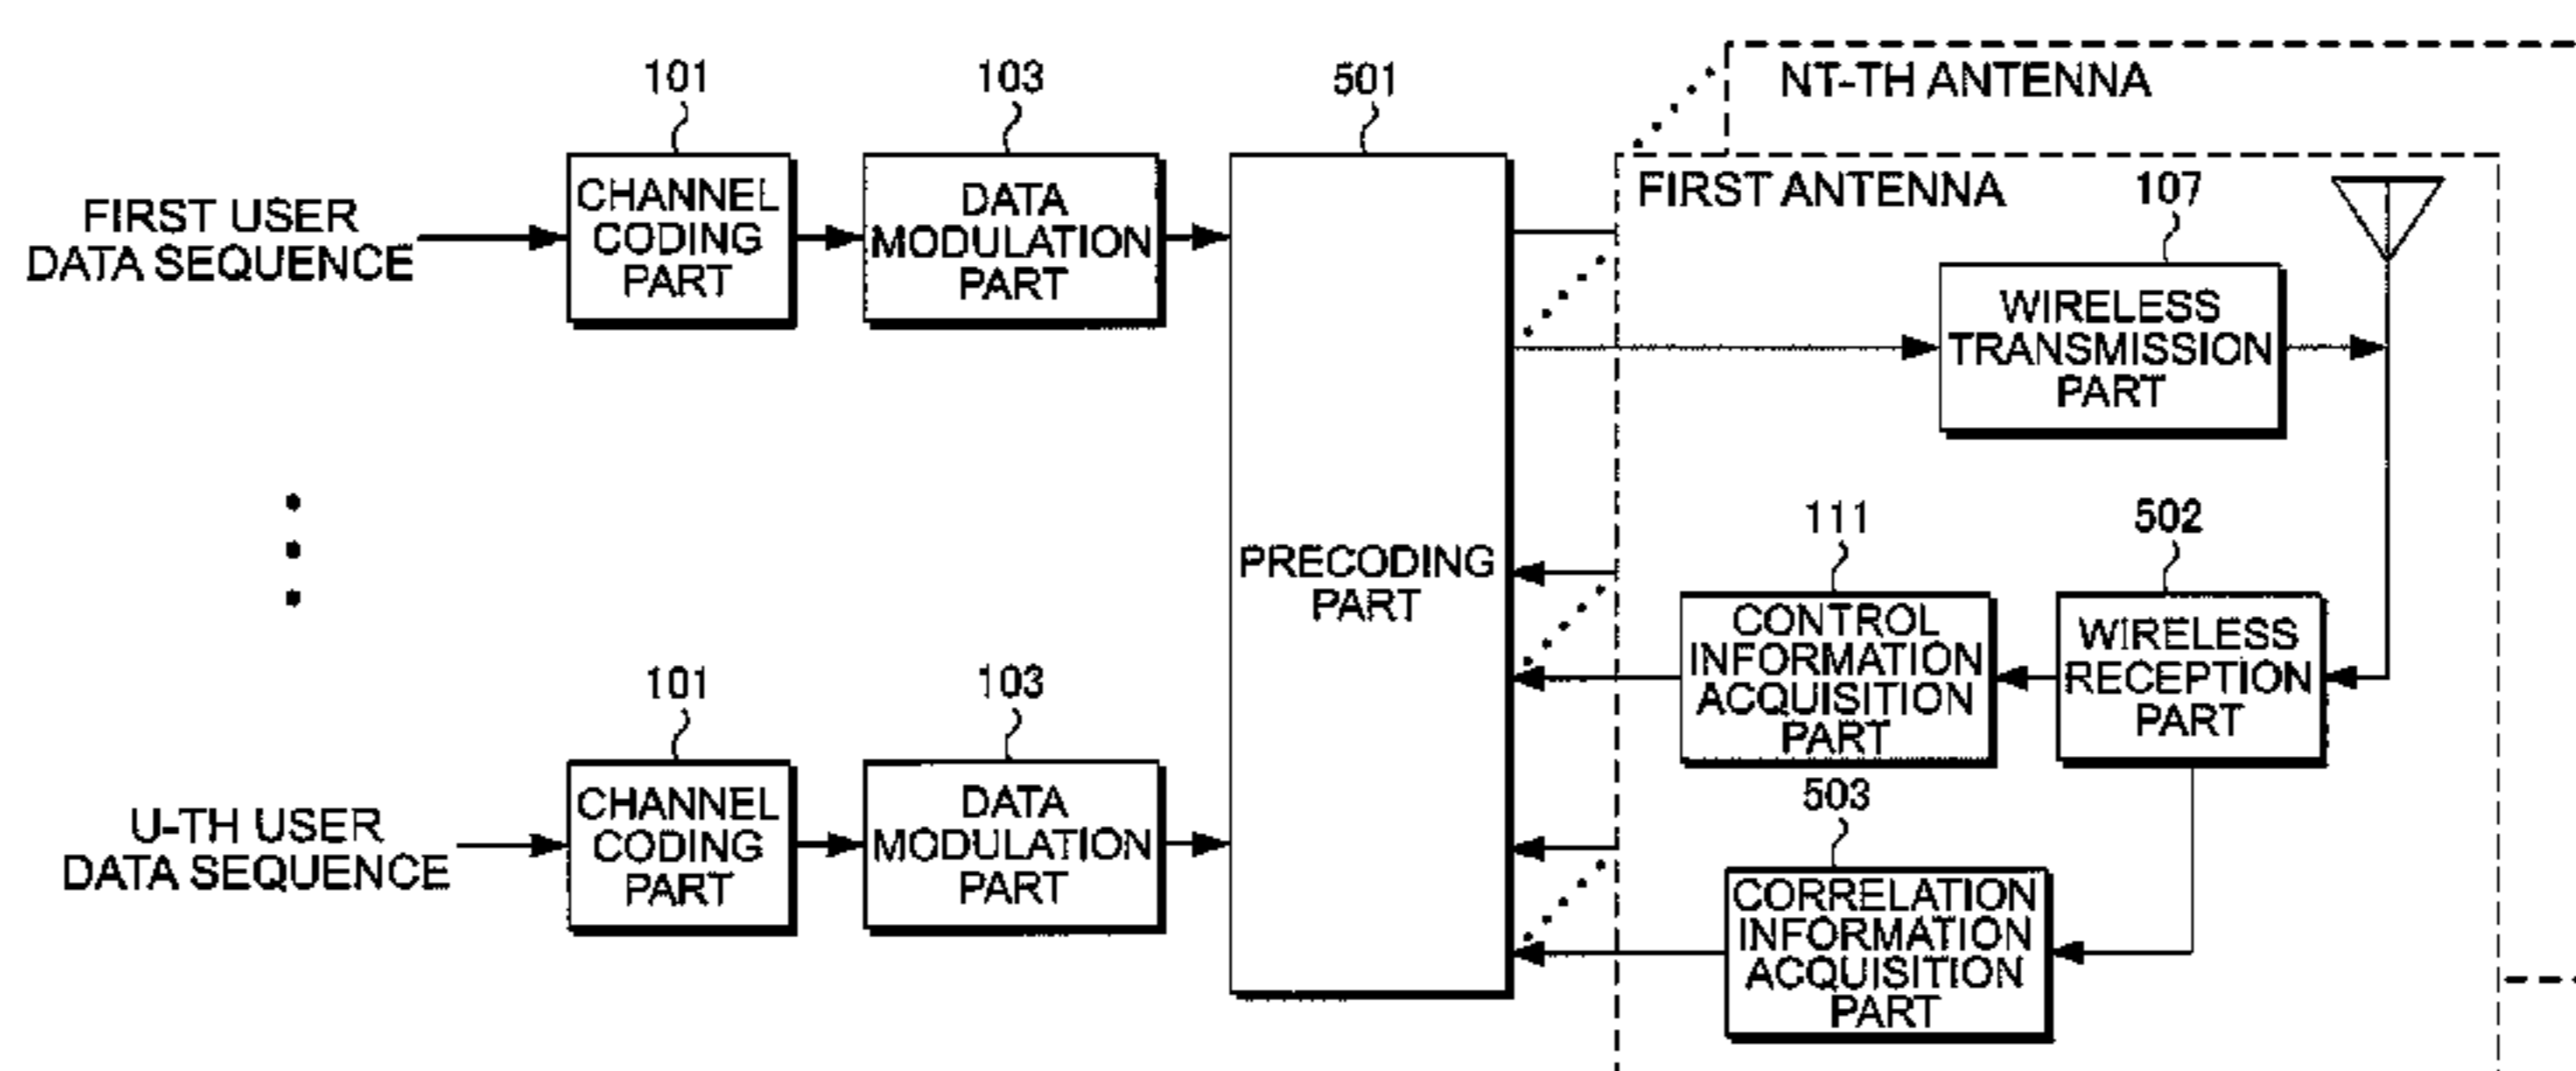 101
103
501
NT-TH ANTENNA
FIRST USER
DATA SEQUENCE
CHANNEL
CODING
PART
DATA
MODULATION
PART
FIRST ANTENNA
107
WIRELESS
TRANSMISSION
PART
PRECODING
PART
111
502
CONTROL
INFORMATION
ACQUISITION
PART
WIRELESS
RECEPTION
PART
101
103
U-TH USER
DATA SEQUENCE
CHANNEL
CODING
PART
DATA
MODULATION
PART
503
CORRELATION
INFORMATION
ACQUISITION
PART